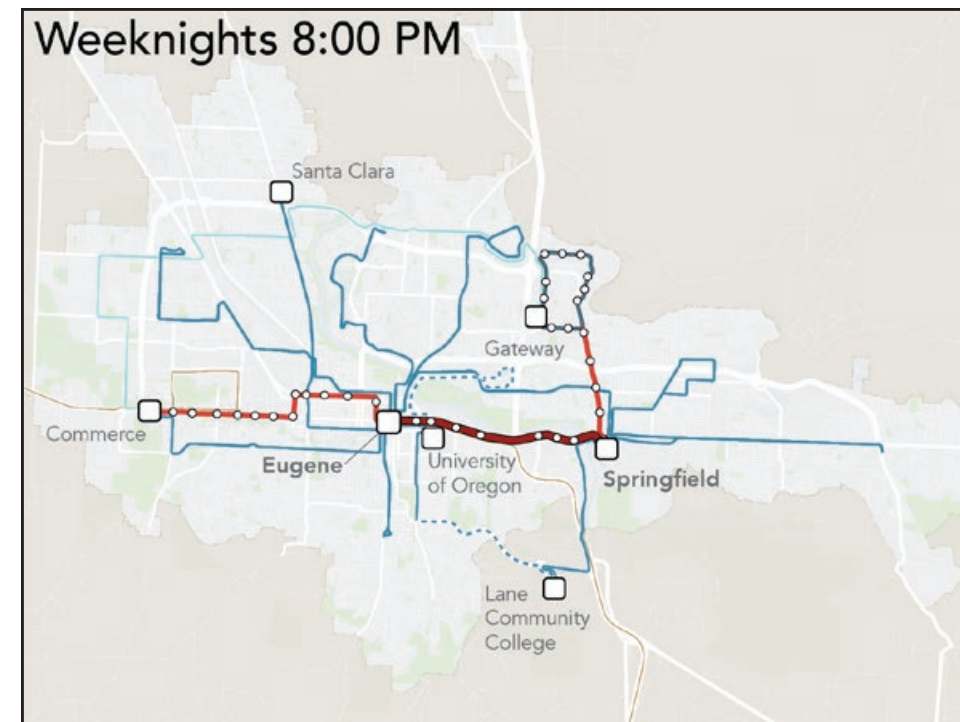 Weeknights 8:00 PM
Santa Clara
Gateway
Commerce
Eugene
University
of Oregon
Springfield
Lane
Community
College